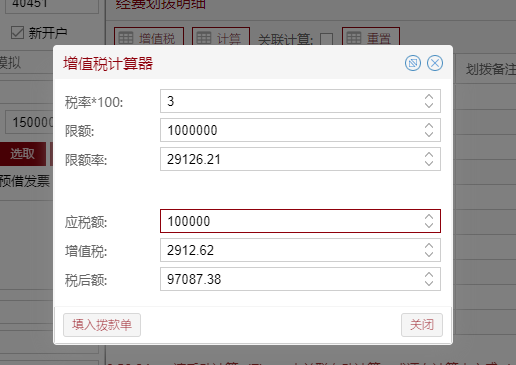 40451
经费划拨明细
新开户
增值税
计算
关联计算:
重置
模拟
划拨备注
150000
选取
预借发票
增值税计算器
税率*100:
3
限额:
1000000
限额率:
29126.21
应税额:
100000
增值税:
2912.62
税后额:
97087.38
填入拨款单
关闭